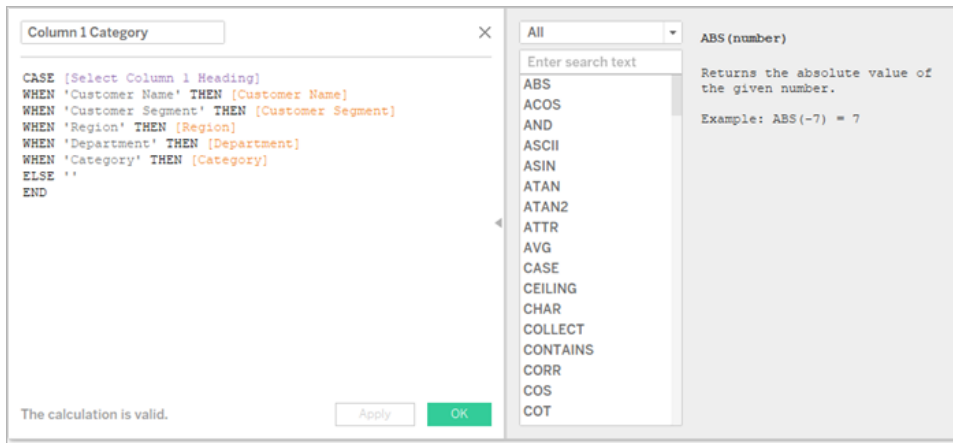 Column 1 Category
CASE [Select Column 1 Heading]
WHEN 'Customer Name' THEN [Customer Name]
WHEN 'Customer Segment' THEN [Customer Segment]
WHEN 'Region' THEN [Region]
WHEN 'Department' THEN [Department]
WHEN 'Category' THEN [Category]
ELSE ''
END
The calculation is valid.
Apply
OK
All
Enter search text
ABS
ACOS
AND
ASCII
ASIN
ATAN
ATAN2
ATTR
AVG
CASE
CEILING
CHAR
COLLECT
CONTAINS
CORR
COS
COT
ABS(number)
Returns the absolute value of
the given number.
Example: ABS(-7) = 7